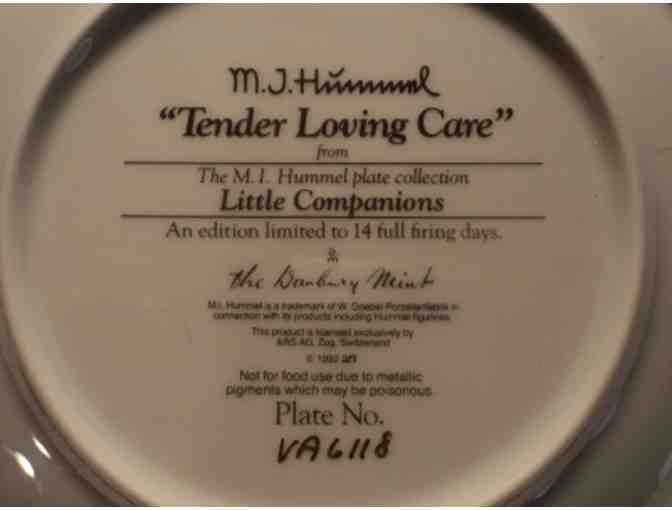 M.J.Hummel
“Tender Loving Care”
from
The M. I. Hummel plate collection
Little Companions
An edition limited to 14 full firing days.
DM
the Danbury Mint
M.I. Hummel is a trademark of W. Goebel Porzellanfabrik in
connection with its products including Hummel figurines.
This product is licensed exclusively by
ARS AG, Zug, Switzerland
© 1992 ars
Not for food use due to metallic
pigments which may be poisonous.
Plate No.
VA6118